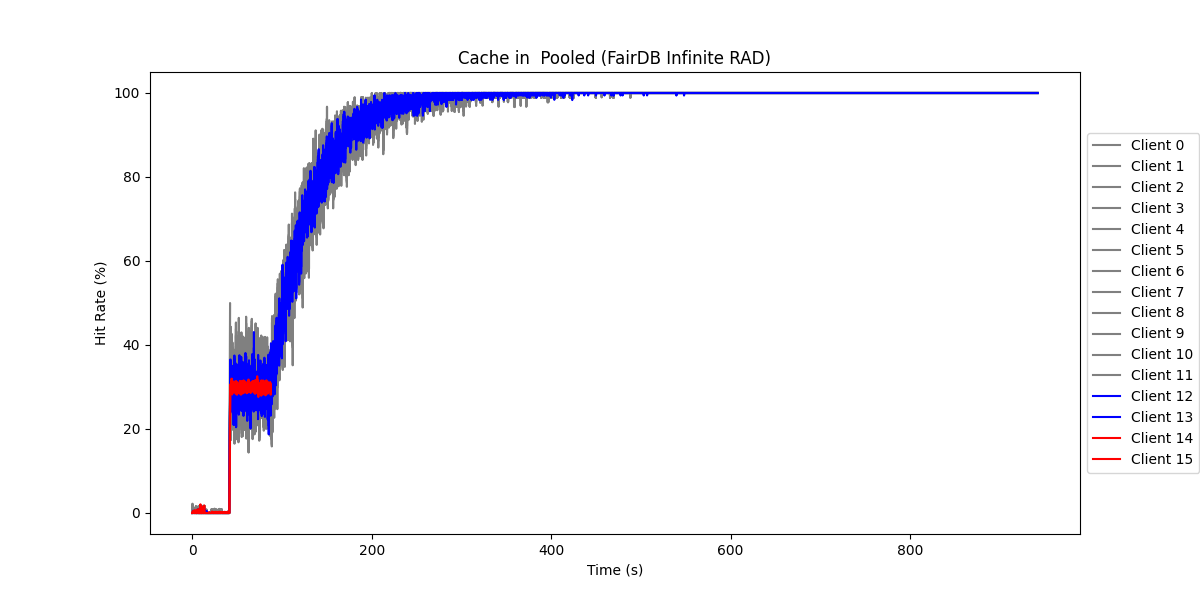 Cache in  Pooled (FairDB Infinite RAD)
Hit Rate (%)
100
80
60
40
20
0
0 200 400 600 800
Time (s)
Client 0
Client 1
Client 2
Client 3
Client 4
Client 5
Client 6
Client 7
Client 8
Client 9
Client 10
Client 11
Client 12
Client 13
Client 14
Client 15